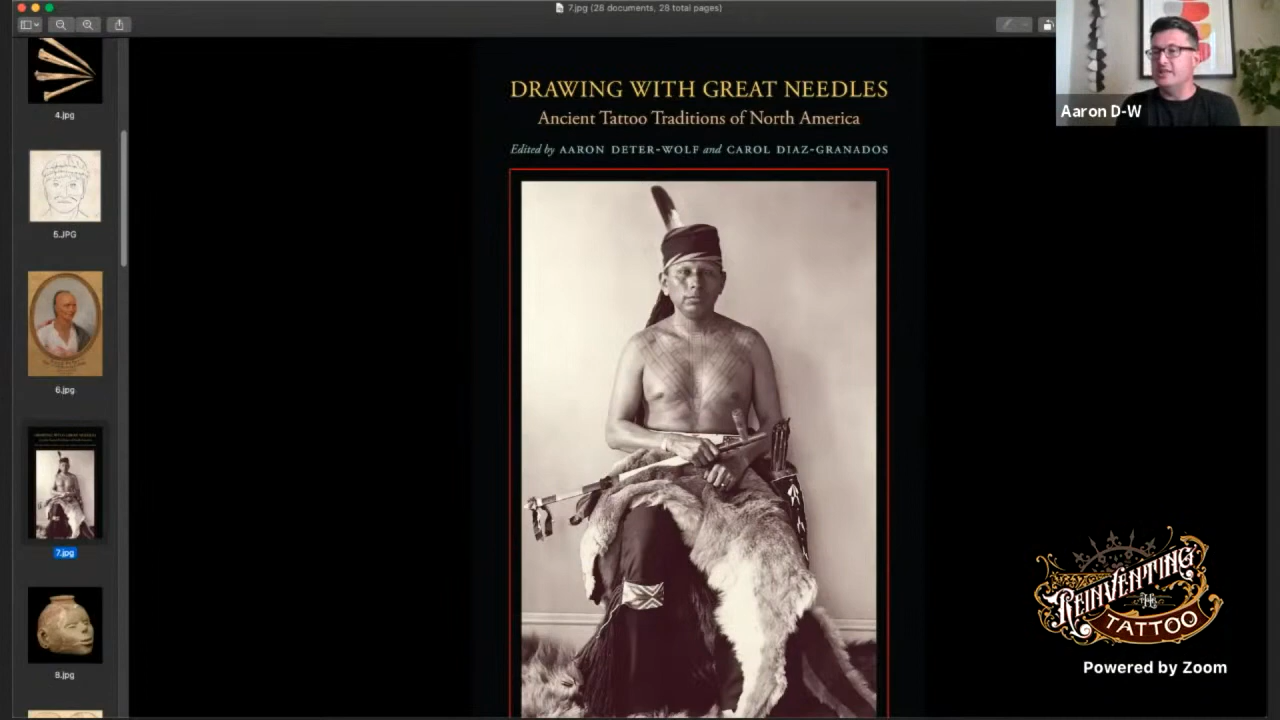 7.jpg (28 documents, 28 total pages)
4.jpg
5.JPG
6.jpg
7.jpg
8.jpg
DRAWING WITH GREAT NEEDLES
Ancient Tattoo Traditions of North America
Edited by AARON DETER-WOLF and CAROL DIAZ-GRANADOS
Aaron D-W
REINVENTING
THE
TATTOO
Powered by Zoom